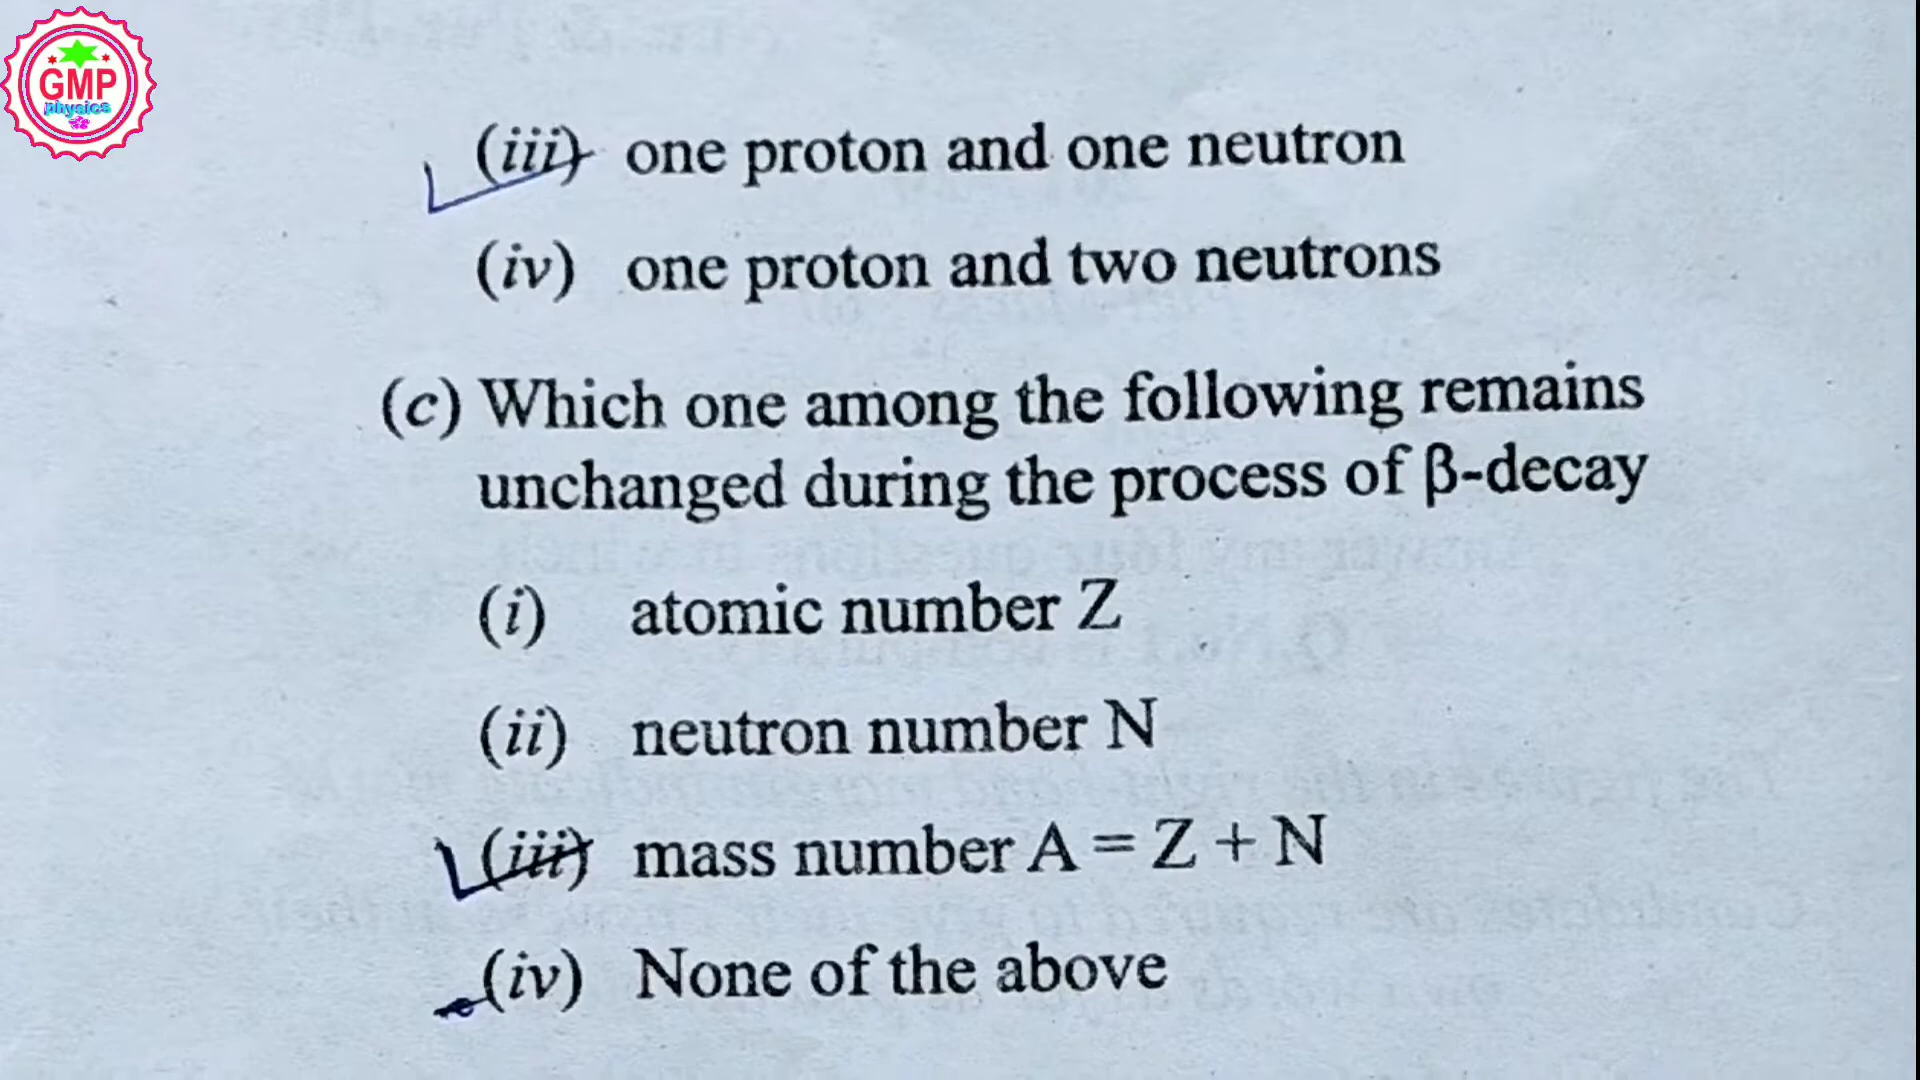 GMP
physics
(iii) one proton and one neutron
(iv) one proton and two neutrons
(c) Which one among the following remains
unchanged during the process of β-decay
(i) atomic number Z
(ii) neutron number N
(iii) mass number A = Z + N
(iv) None of the above